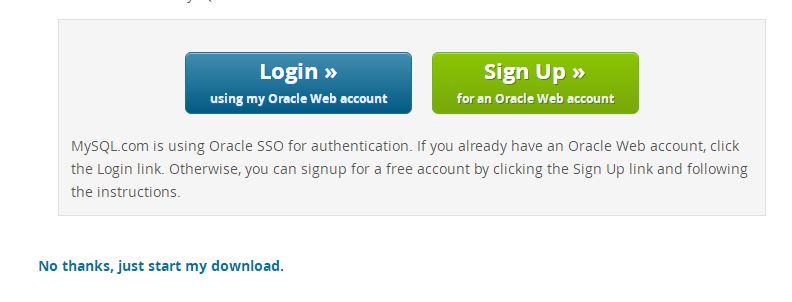 Login »
using my Oracle Web account
Sign Up »
for an Oracle Web account
MySQL.com is using Oracle SSO for authentication. If you already have an Oracle Web account, click
the Login link. Otherwise, you can signup for a free account by clicking the Sign Up link and following
the instructions.
No thanks, just start my download.